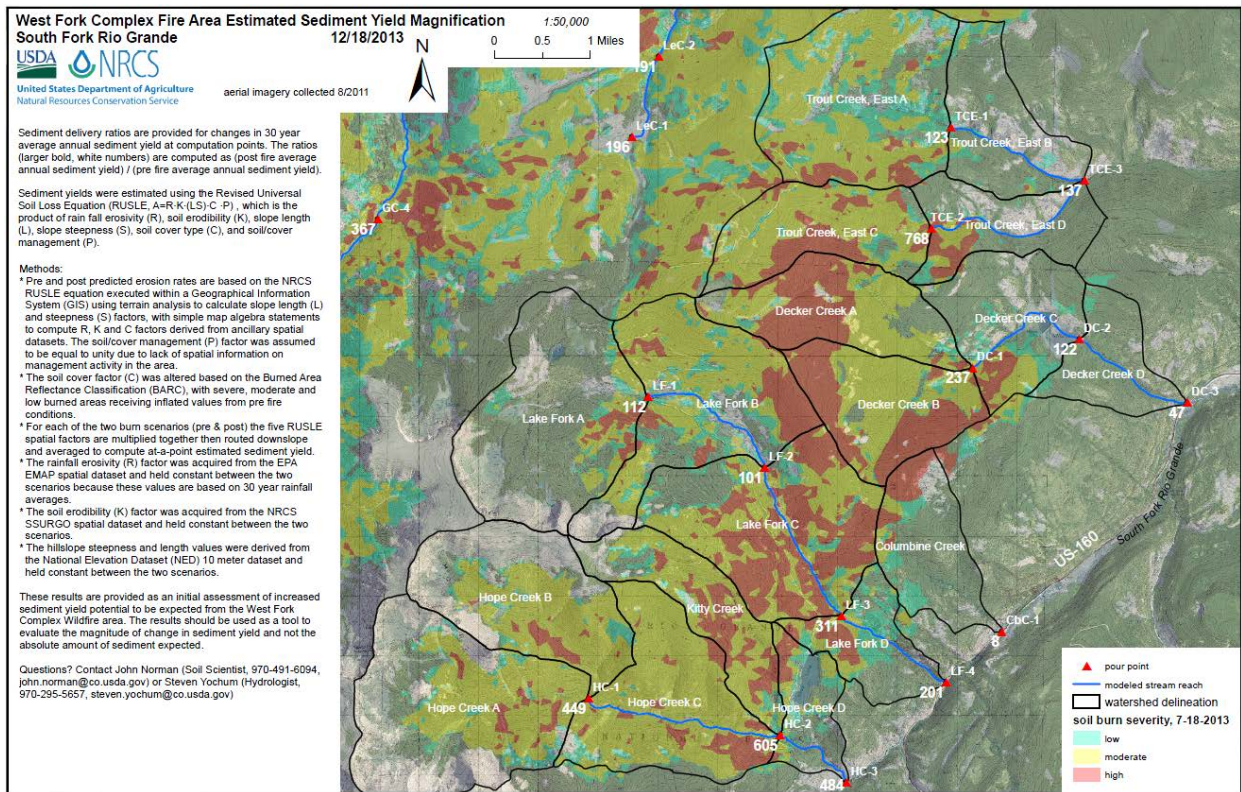 West Fork Complex Fire Area Estimated Sediment Yield Magnification
South Fork Rio Grande 12/18/2013
1:50,000
0 0.5 1 Miles
N
USDA NRCS
United States Department of Agriculture
Natural Resources Conservation Service
aerial imagery collected 8/2011
Sediment delivery ratios are provided for changes in 30 year
average annual sediment yield at computation points. The ratios
(larger bold, white numbers) are computed as (post fire average
annual sediment yield) / (pre fire average annual sediment yield).
Sediment yields were estimated using the Revised Universal
Soil Loss Equation (RUSLE, A=R·K·(LS)·C ·P) , which is the
product of rain fall erosivity (R), soil erodibility (K), slope length
(L), slope steepness (S), soil cover type (C), and soil/cover
management (P).
Methods:
* Pre and post predicted erosion rates are based on the NRCS
RUSLE equation executed within a Geographical Information
System (GIS) using terrain analysis to calculate slope length (L)
and steepness (S) factors, with simple map algebra statements
to compute R, K and C factors derived from ancillary spatial
datasets. The soil/cover management (P) factor was assumed
to be equal to unity due to lack of spatial information on
management activity in the area.
* The soil cover factor (C) was altered based on the Burned Area
Reflectance Classification (BARC), with severe, moderate and
low burned areas receiving inflated values from pre fire
conditions.
* For each of the two burn scenarios (pre & post) the five RUSLE
spatial factors are multiplied together then routed downslope
and averaged to compute at-a-point estimated sediment yield.
* The rainfall erosivity (R) factor was acquired from the EPA
EMAP spatial dataset and held constant between the two
scenarios because these values are based on 30 year rainfall
averages.
* The soil erodibility (K) factor was acquired from the NRCS
SSURGO spatial dataset and held constant between the two
scenarios.
* The hillslope steepness and length values were derived from
the National Elevation Dataset (NED) 10 meter dataset and
held constant between the two scenarios.
These results are provided as an initial assessment of increased
sediment yield potential to be expected from the West Fork
Complex Wildfire area. The results should be used as a tool to
evaluate the magnitude of change in sediment yield and not the
absolute amount of sediment expected.
Questions? Contact John Norman (Soil Scientist, 970-491-6094,
john.norman@co.usda.gov) or Steven Yochum (Hydrologist,
970-295-5657, steven.yochum@co.usda.gov)
LeC-2
191
LeC-1
196
GC-4
367
Trout Creek, East A
TCE-1
123
Trout Creek, East B
TCE-3
137
TCE-2
768
Trout Creek, East D
Trout Creek, East C
Decker Creek A
Decker Creek C
DC-2
122
DC-1
237
Decker Creek D
DC-3
47
Decker Creek B
LF-1
112
Lake Fork B
Lake Fork A
LF-2
101
Lake Fork C
Columbine Creek
US-160
South Fork Rio Grande
Hope Creek B
Kitty Creek
LF-3
311
Lake Fork D
CbC-1
8
LF-4
201
HC-1
449
Hope Creek A
Hope Creek C
Hope Creek D
HC-2
605
HC-3
484
pour point
modeled stream reach
watershed delineation
soil burn severity, 7-18-2013
low
moderate
high